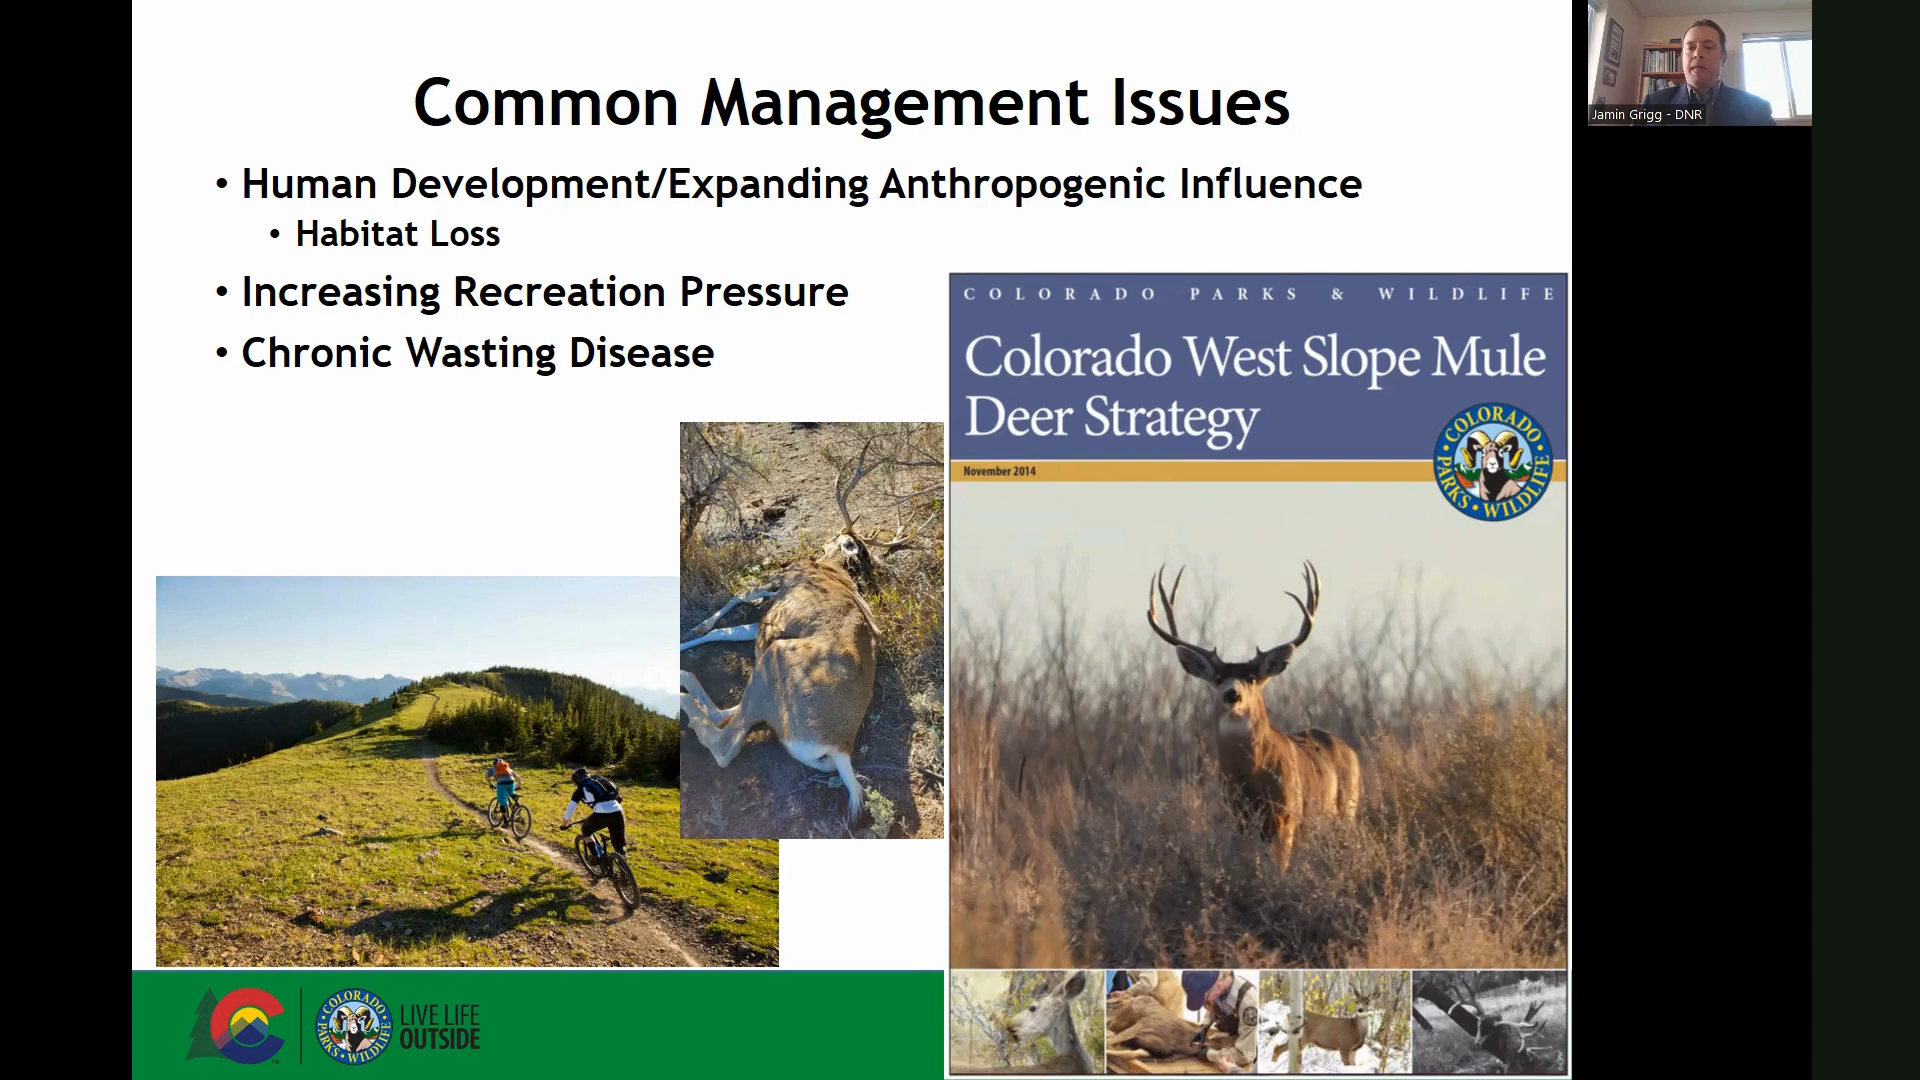 Common Management Issues
• Human Development/Expanding Anthropogenic Influence
• Habitat Loss
• Increasing Recreation Pressure
• Chronic Wasting Disease
COLORADO PARKS & WILDLIFE
Colorado West Slope Mule
Deer Strategy
November 2014
COLORADO
PARKS • WILDLIFE
COLORADO
PARKS • WILDLIFE
LIVE LIFE
OUTSIDE
TM
Jamin Grigg - DNR